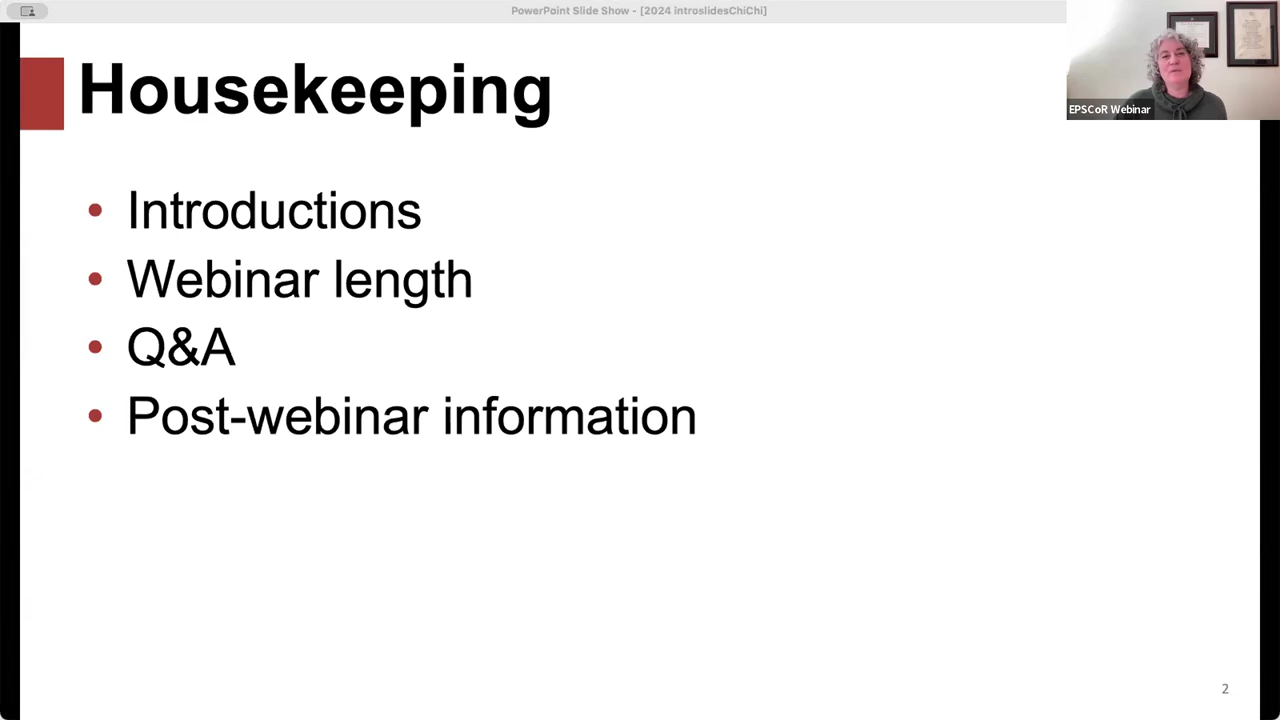 PowerPoint Slide Show - [2024 introslidesChiChi]
Housekeeping
EPSCoR Webinar
• Introductions
• Webinar length
• Q&A
• Post-webinar information
2